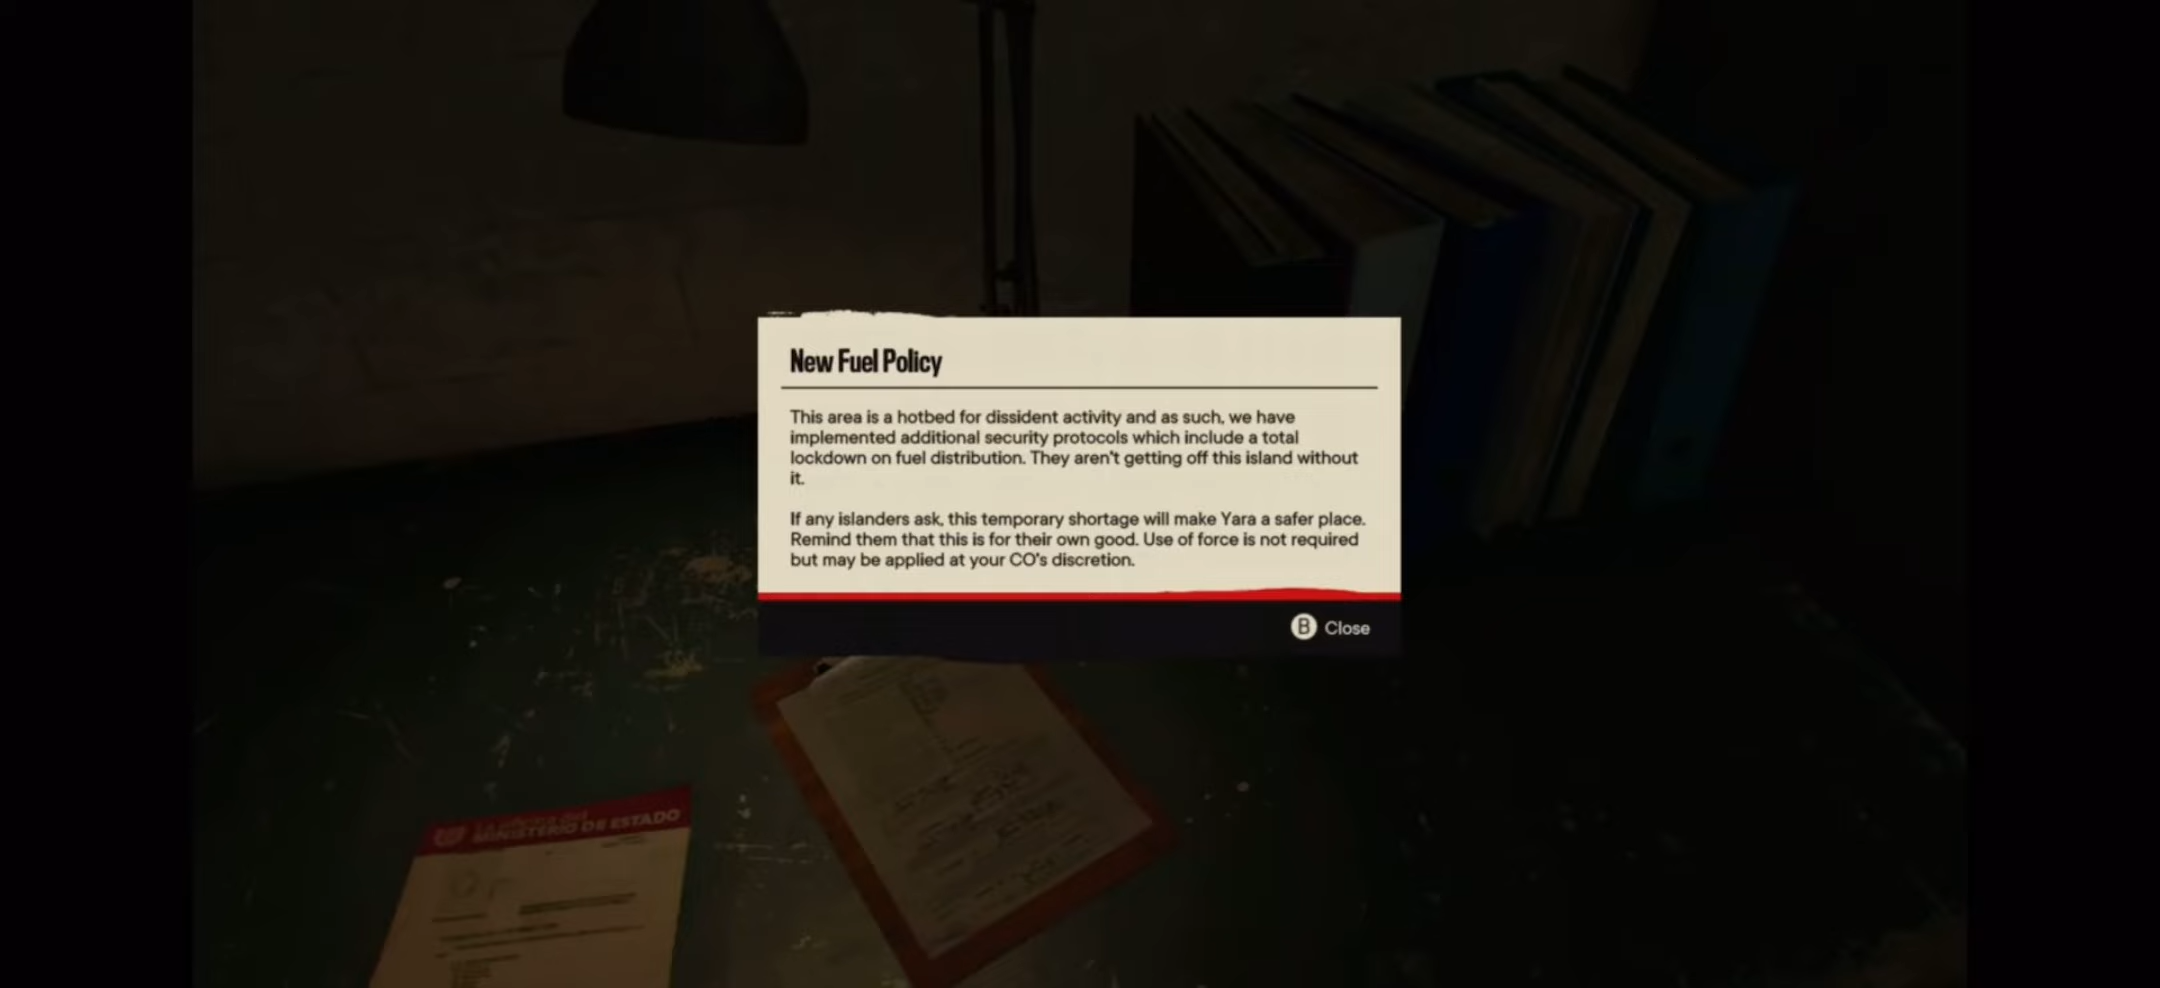 New Fuel Policy
This area is a hotbed for dissident activity and as such, we have
implemented additional security protocols which include a total
lockdown on fuel distribution. They aren't getting off this island without
it.
If any islanders ask, this temporary shortage will make Yara a safer place.
Remind them that this is for their own good. Use of force is not required
but may be applied at your CO's discretion.
B Close
MINISTERIO DE ESTADO